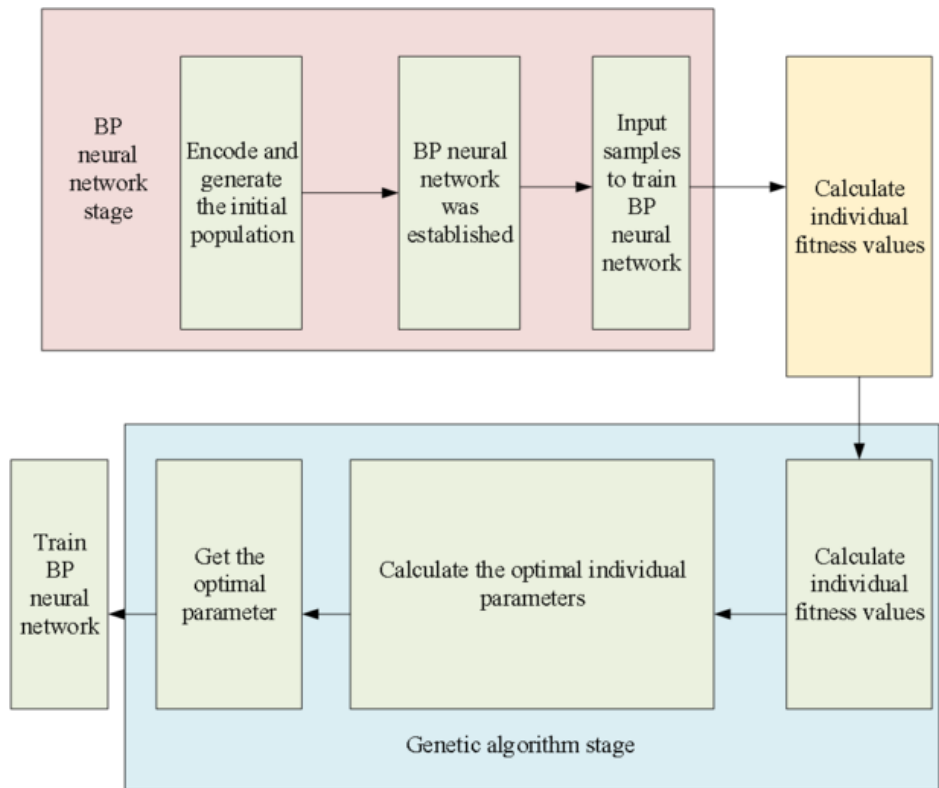 BP
neural
network
stage
Encode and
generate
the initial
population
BP neural
network
was
established
Input
samples
to train
BP
neural
network
Calculate
individual
fitness values
Train
BP
neural
network
Get the
optimal
parameter
Calculate the optimal individual
parameters
Calculate
individual
fitness values
Genetic algorithm stage